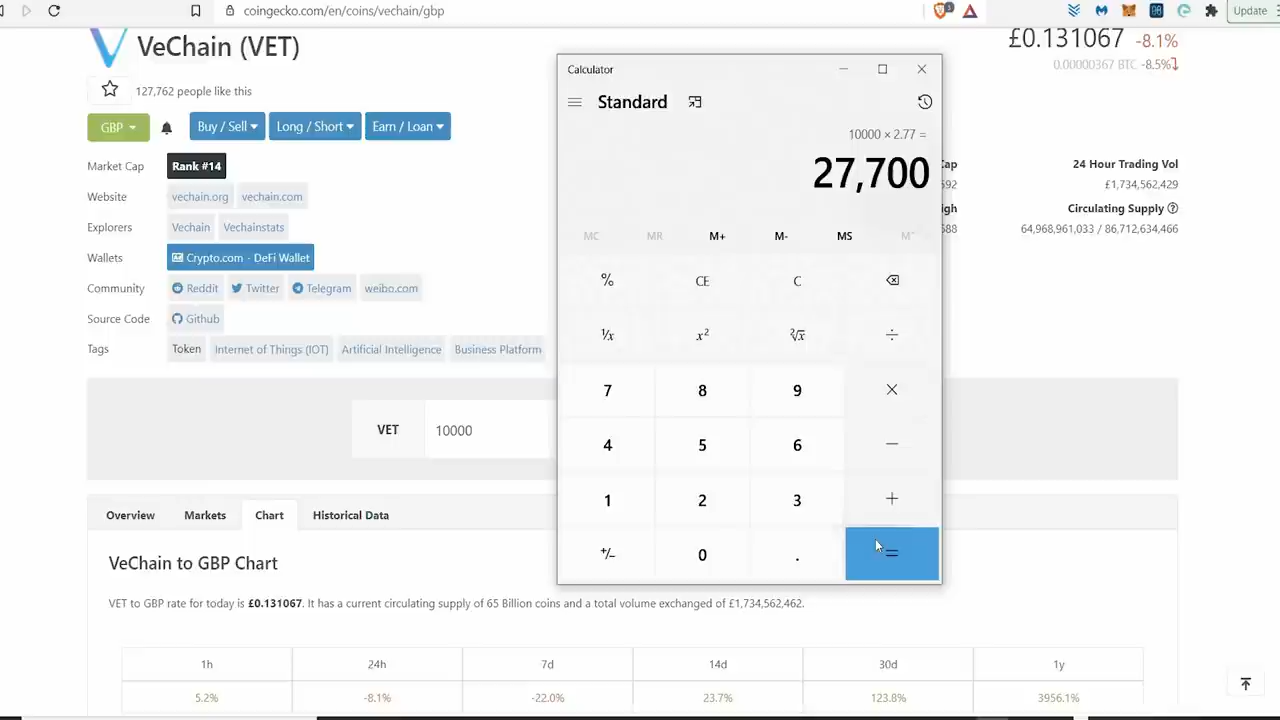 coingecko.com/en/coins/vechain/gbp
Update
VeChain (VET)
£0.131067 -8.1%
0.00000367 BTC -8.5%
127,762 people like this
GBP
Buy / Sell
Long / Short
Earn / Loan
Market Cap
Rank #14
Website
vechain.org
vechain.com
Explorers
Vechain
Vechainstats
Wallets
Crypto.com - DeFi Wallet
Community
Reddit
Twitter
Telegram
weibo.com
Source Code
Github
Tags
Token
Internet of Things (IOT)
Artificial Intelligence
Business Platform
24 Hour Trading Vol
£1,734,562,429
Circulating Supply
64,968,961,033 / 86,712,634,466
Calculator
Standard
10000 × 2.77 =
27,700
MC MR M+ M- MS
% CE C
¹/x x² ²√x ÷
7 8 9 ×
4 5 6 −
1 2 3 +
+/− 0 . =
VET
10000
Overview
Markets
Chart
Historical Data
VeChain to GBP Chart
VET to GBP rate for today is £0.131067. It has a current circulating supply of 65 Billion coins and a total volume exchanged of £1,734,562,462.
1h 24h 7d 14d 30d 1y
5.2% -8.1% -22.0% 23.7% 123.8% 3956.1%